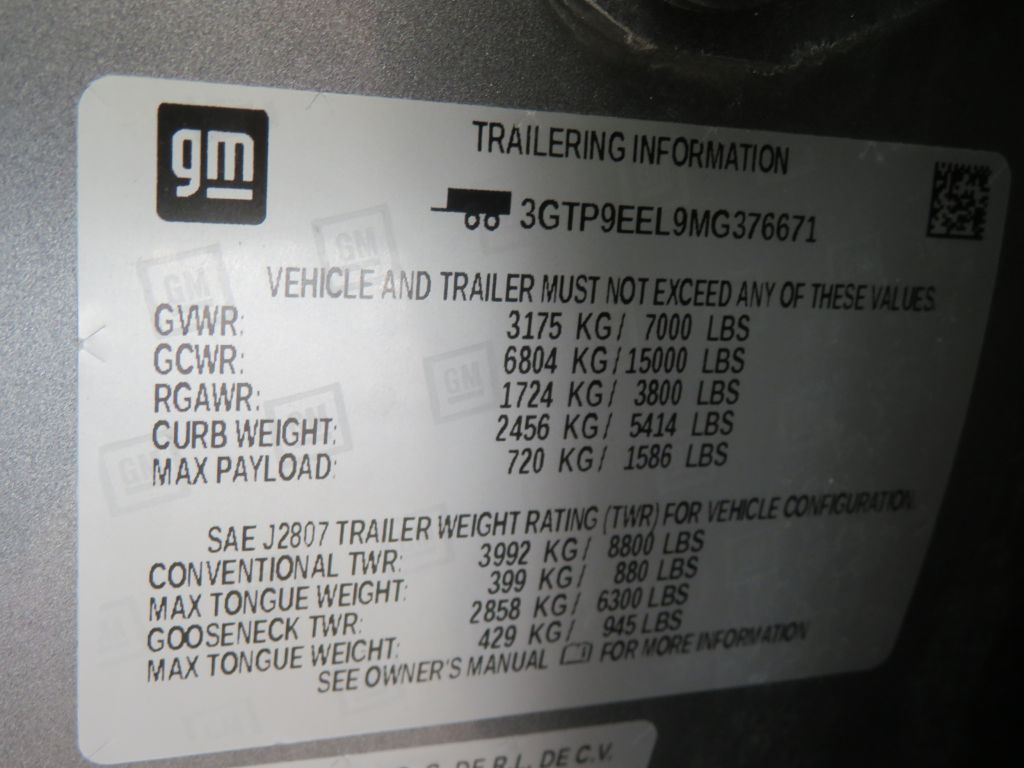 gm
TRAILERING INFORMATION
3GTP9EEL9MG376671
VEHICLE AND TRAILER MUST NOT EXCEED ANY OF THESE VALUES.
GVWR: 3175 KG/ 7000 LBS
GCWR: 6804 KG/15000 LBS
RGAWR: 1724 KG/ 3800 LBS
CURB WEIGHT: 2456 KG/ 5414 LBS
MAX PAYLOAD: 720 KG/ 1586 LBS
SAE J2807 TRAILER WEIGHT RATING (TWR) FOR VEHICLE CONFIGURATION.
CONVENTIONAL TWR: 3992 KG/ 8800 LBS
MAX TONGUE WEIGHT: 399 KG/ 880 LBS
GOOSENECK TWR: 2858 KG/ 6300 LBS
MAX TONGUE WEIGHT: 429 KG/ 945 LBS
SEE OWNER'S MANUAL FOR MORE INFORMATION
DE R.L. DE C.V.